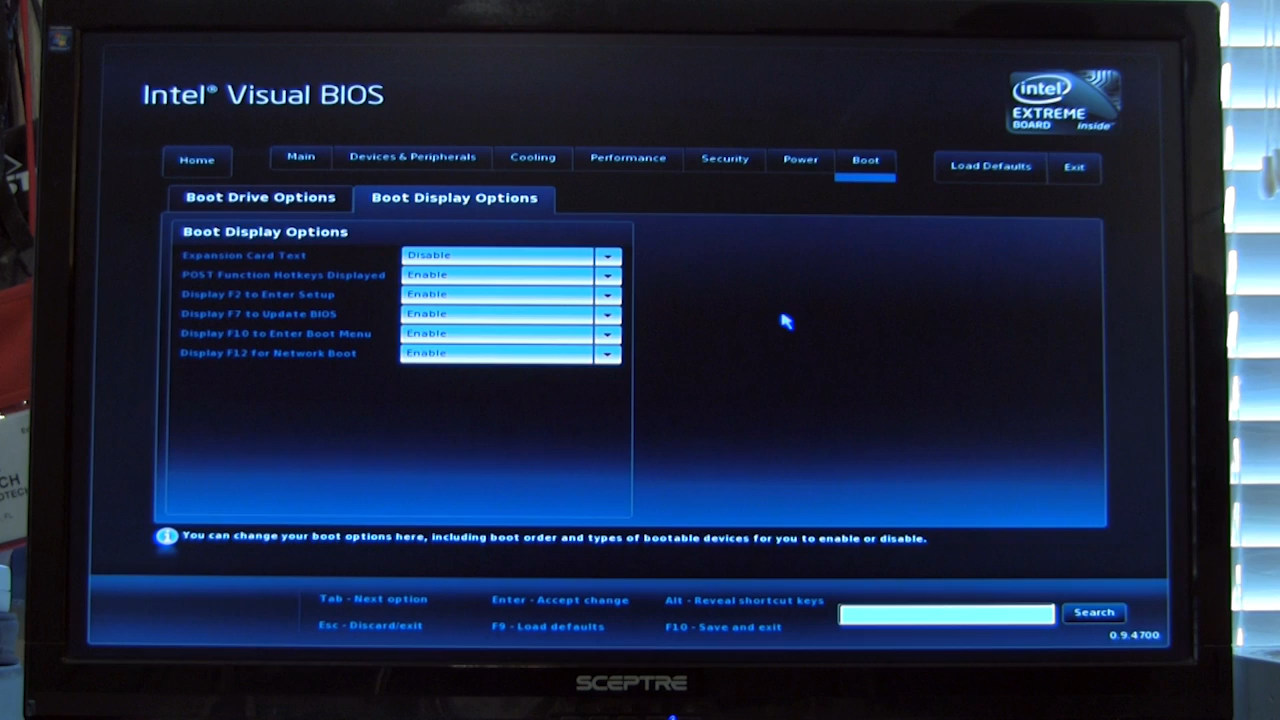 Intel® Visual BIOS
intel
EXTREME
BOARD inside™
Home Main Devices & Peripherals Cooling Performance Security Power Boot Load Defaults Exit
Boot Drive Options Boot Display Options
Boot Display Options
Expansion Card Text Disable
POST Function Hotkeys Displayed Enable
Display F2 to Enter Setup Enable
Display F7 to Update BIOS Enable
Display F10 to Enter Boot Menu Enable
Display F12 for Network Boot Enable
You can change your boot options here, including boot order and types of bootable devices for you to enable or disable.
Tab - Next option Enter - Accept change Alt - Reveal shortcut keys
Esc - Discard/exit F9 - Load defaults F10 - Save and exit
Search
0.9.4700
SCEPTRE